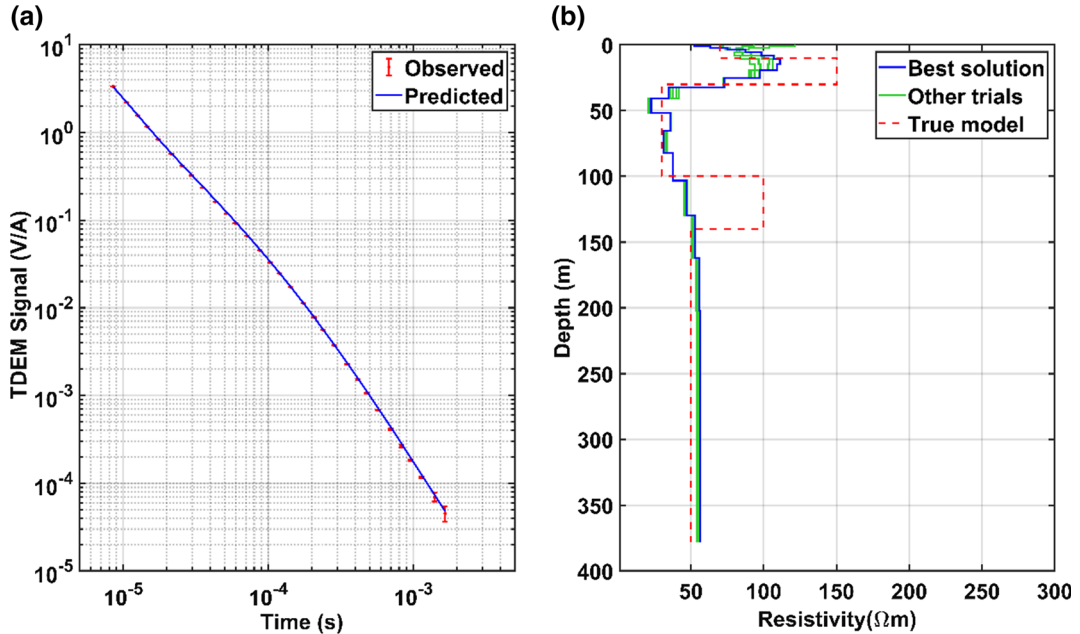 (a)
10^1
10^0
10^-1
10^-2
10^-3
10^-4
10^-5
TDEM Signal (V/A)
Observed
Predicted
10^-5
10^-4
10^-3
Time (s)
(b)
0
50
100
150
200
250
300
350
400
Depth (m)
Best solution
Other trials
True model
50
100
150
200
250
300
Resistivity(Ωm)